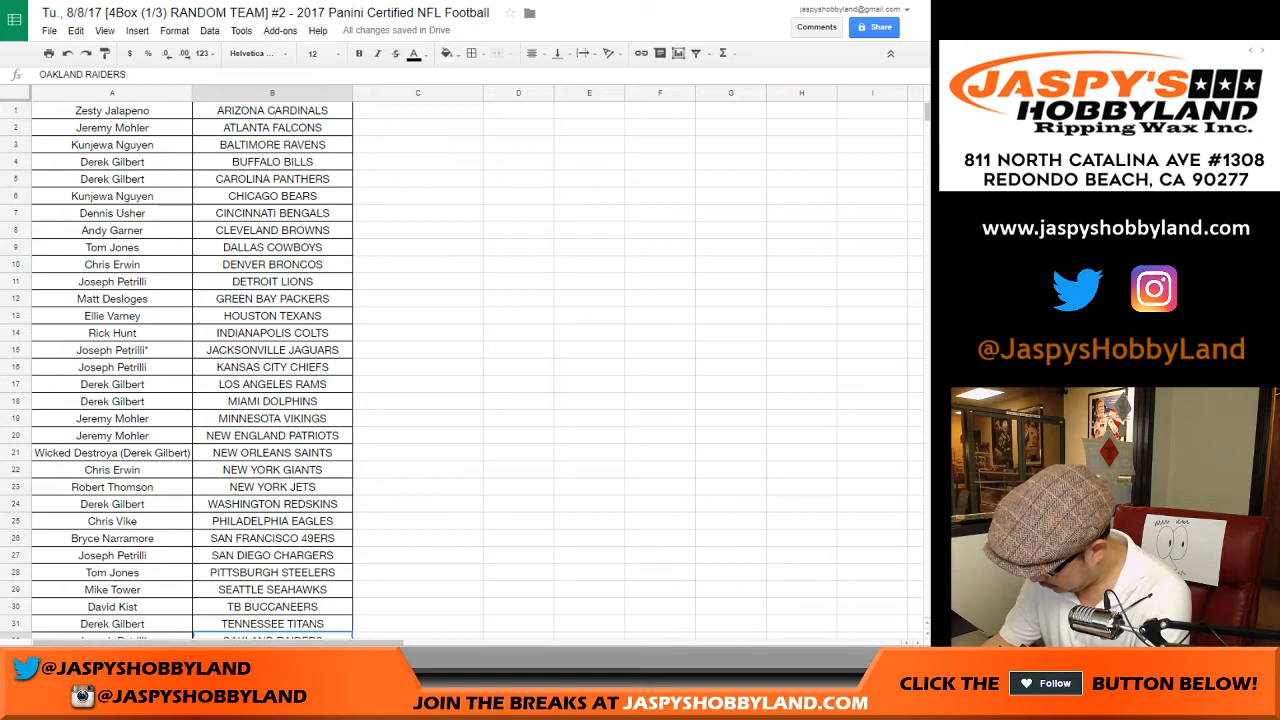 Tu., 8/8/17 [4Box (1/3) RANDOM TEAM] #2 - 2017 Panini Certified NFL Football
jaspyshobbyland@gmail.com
File Edit View Insert Format Data Tools Add-ons Help All changes saved in Drive
Comments Share
$ % .0 .00 123 Helvetica ... 12 B I S A Σ
fx OAKLAND RAIDERS
A B C D E F G H I
1 Zesty Jalapeno ARIZONA CARDINALS
2 Jeremy Mohler ATLANTA FALCONS
3 Kunjewa Nguyen BALTIMORE RAVENS
4 Derek Gilbert BUFFALO BILLS
5 Derek Gilbert CAROLINA PANTHERS
6 Kunjewa Nguyen CHICAGO BEARS
7 Dennis Usher CINCINNATI BENGALS
8 Andy Garner CLEVELAND BROWNS
9 Tom Jones DALLAS COWBOYS
10 Chris Erwin DENVER BRONCOS
11 Joseph Petrilli DETROIT LIONS
12 Matt Desloges GREEN BAY PACKERS
13 Ellie Varney HOUSTON TEXANS
14 Rick Hunt INDIANAPOLIS COLTS
15 Joseph Petrilli* JACKSONVILLE JAGUARS
16 Joseph Petrilli KANSAS CITY CHIEFS
17 Derek Gilbert LOS ANGELES RAMS
18 Derek Gilbert MIAMI DOLPHINS
19 Jeremy Mohler MINNESOTA VIKINGS
20 Jeremy Mohler NEW ENGLAND PATRIOTS
21 Wicked Destroya (Derek Gilbert) NEW ORLEANS SAINTS
22 Chris Erwin NEW YORK GIANTS
23 Robert Thomson NEW YORK JETS
24 Derek Gilbert WASHINGTON REDSKINS
25 Chris Vike PHILADELPHIA EAGLES
26 Bryce Narramore SAN FRANCISCO 49ERS
27 Joseph Petrilli SAN DIEGO CHARGERS
28 Tom Jones PITTSBURGH STEELERS
29 Mike Tower SEATTLE SEAHAWKS
30 David Kist TB BUCCANEERS
31 Derek Gilbert TENNESSEE TITANS
Joseph Petrilli OAKLAND RAIDERS
JASPY'S
HOBBYLAND
Ripping Wax Inc.
811 NORTH CATALINA AVE #1308
REDONDO BEACH, CA 90277
www.jaspyshobbyland.com
@JaspysHobbyLand
@JASPYSHOBBYLAND
@JASPYSHOBBYLAND
JOIN THE BREAKS AT JASPYSHOBBYLAND.COM
CLICK THE Follow BUTTON BELOW!